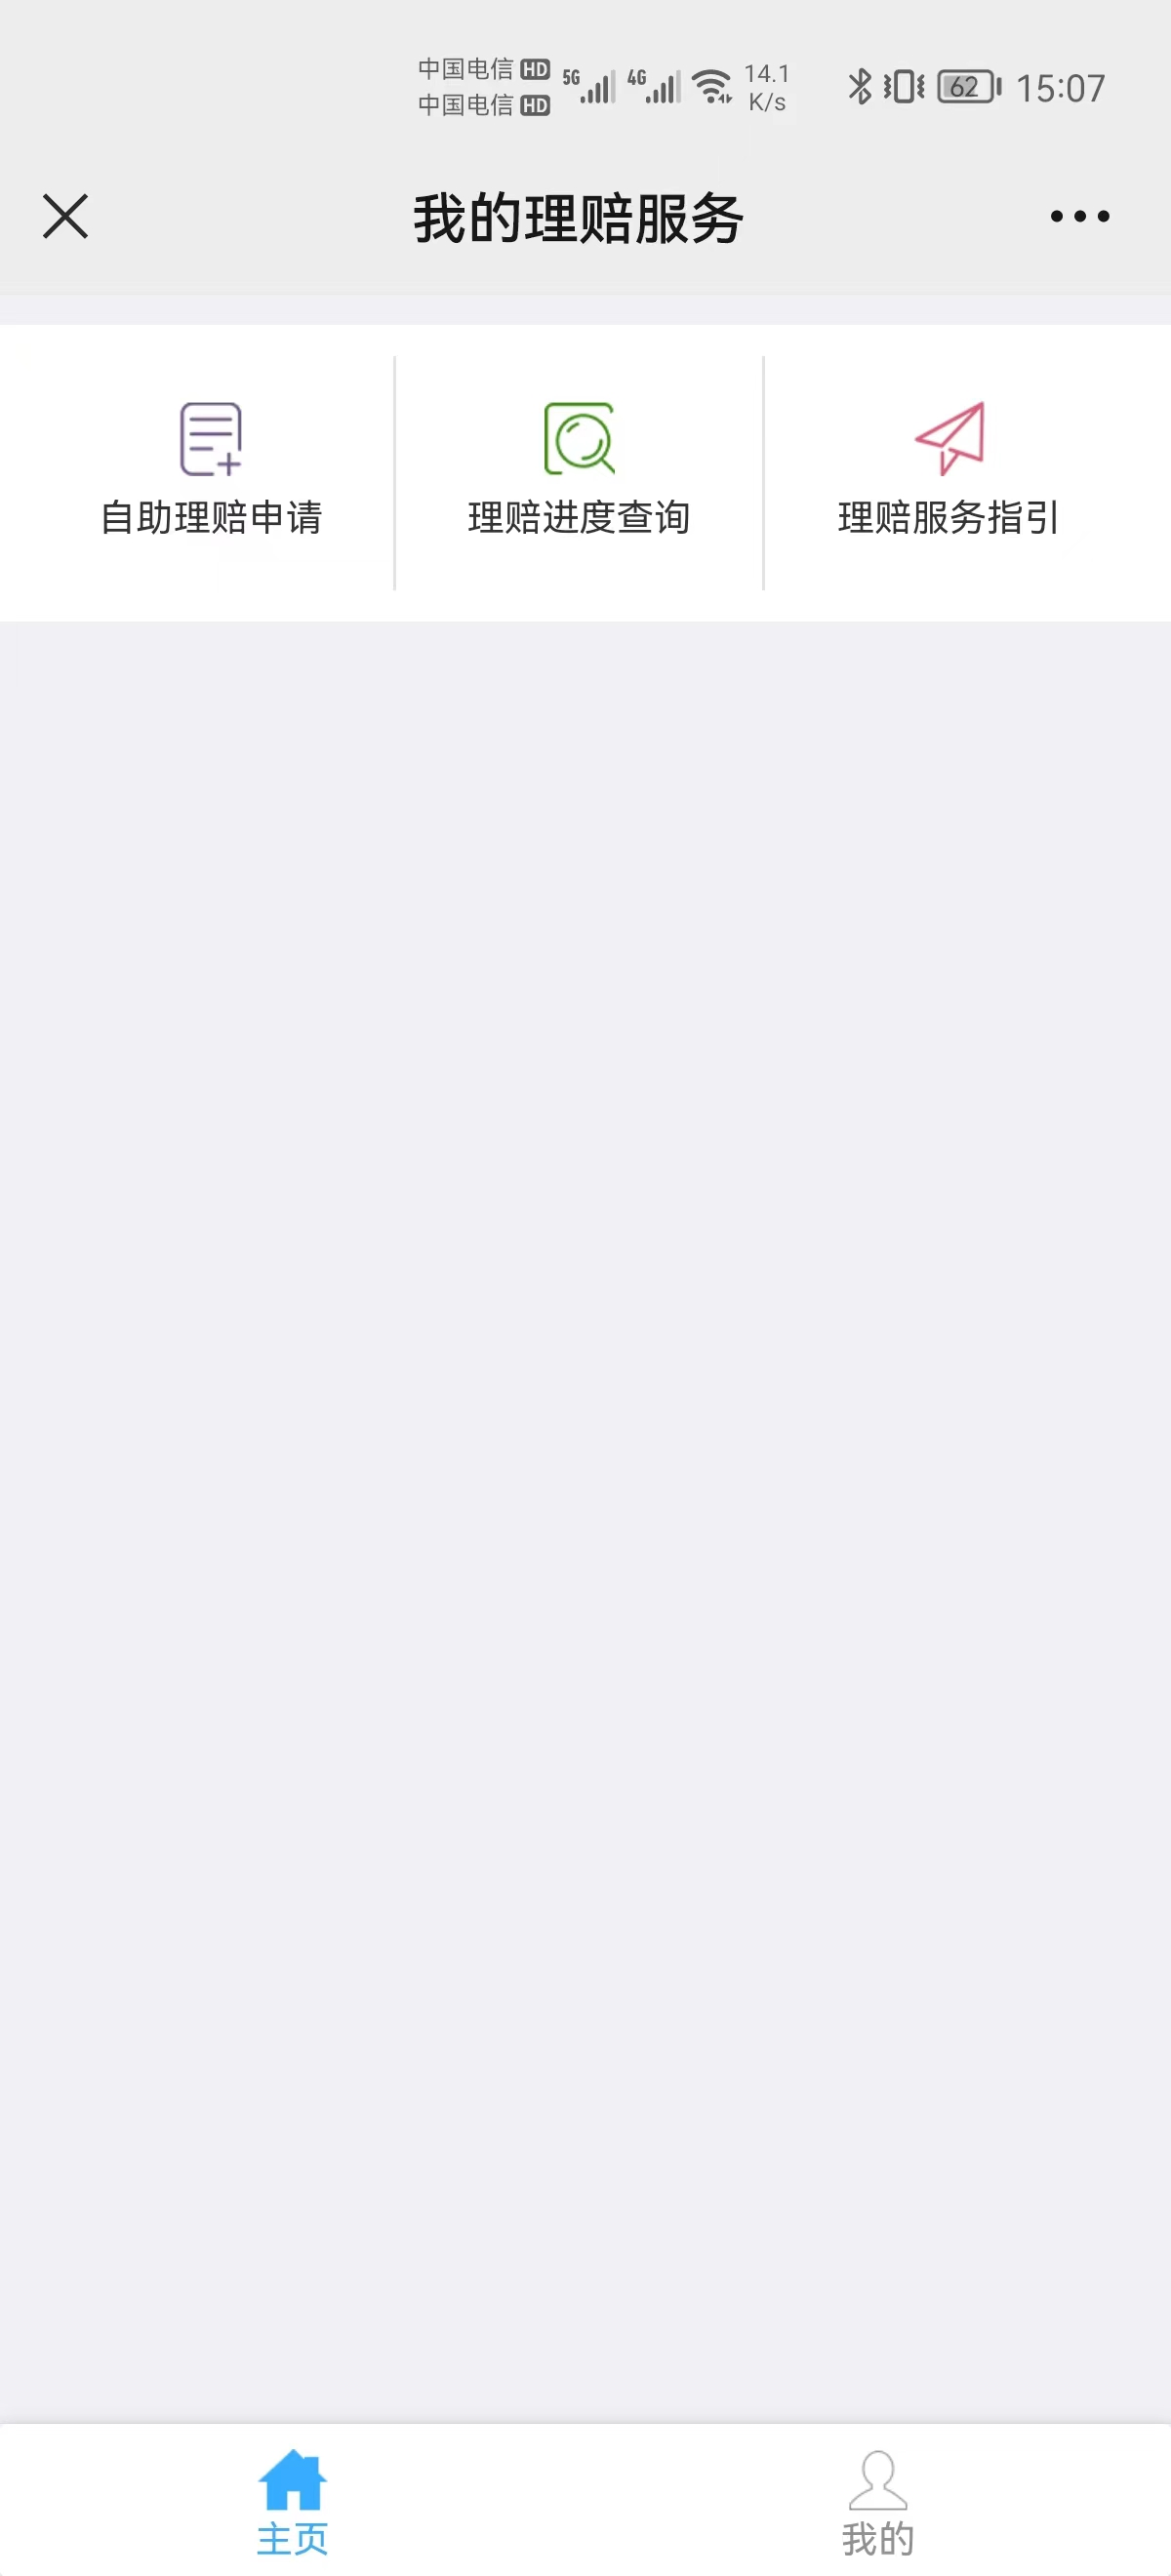 中国电信 HD
中国电信 HD
5G 4G 14.1 K/s 62 15:07
我的理赔服务
自助理赔申请 理赔进度查询 理赔服务指引
主页 我的